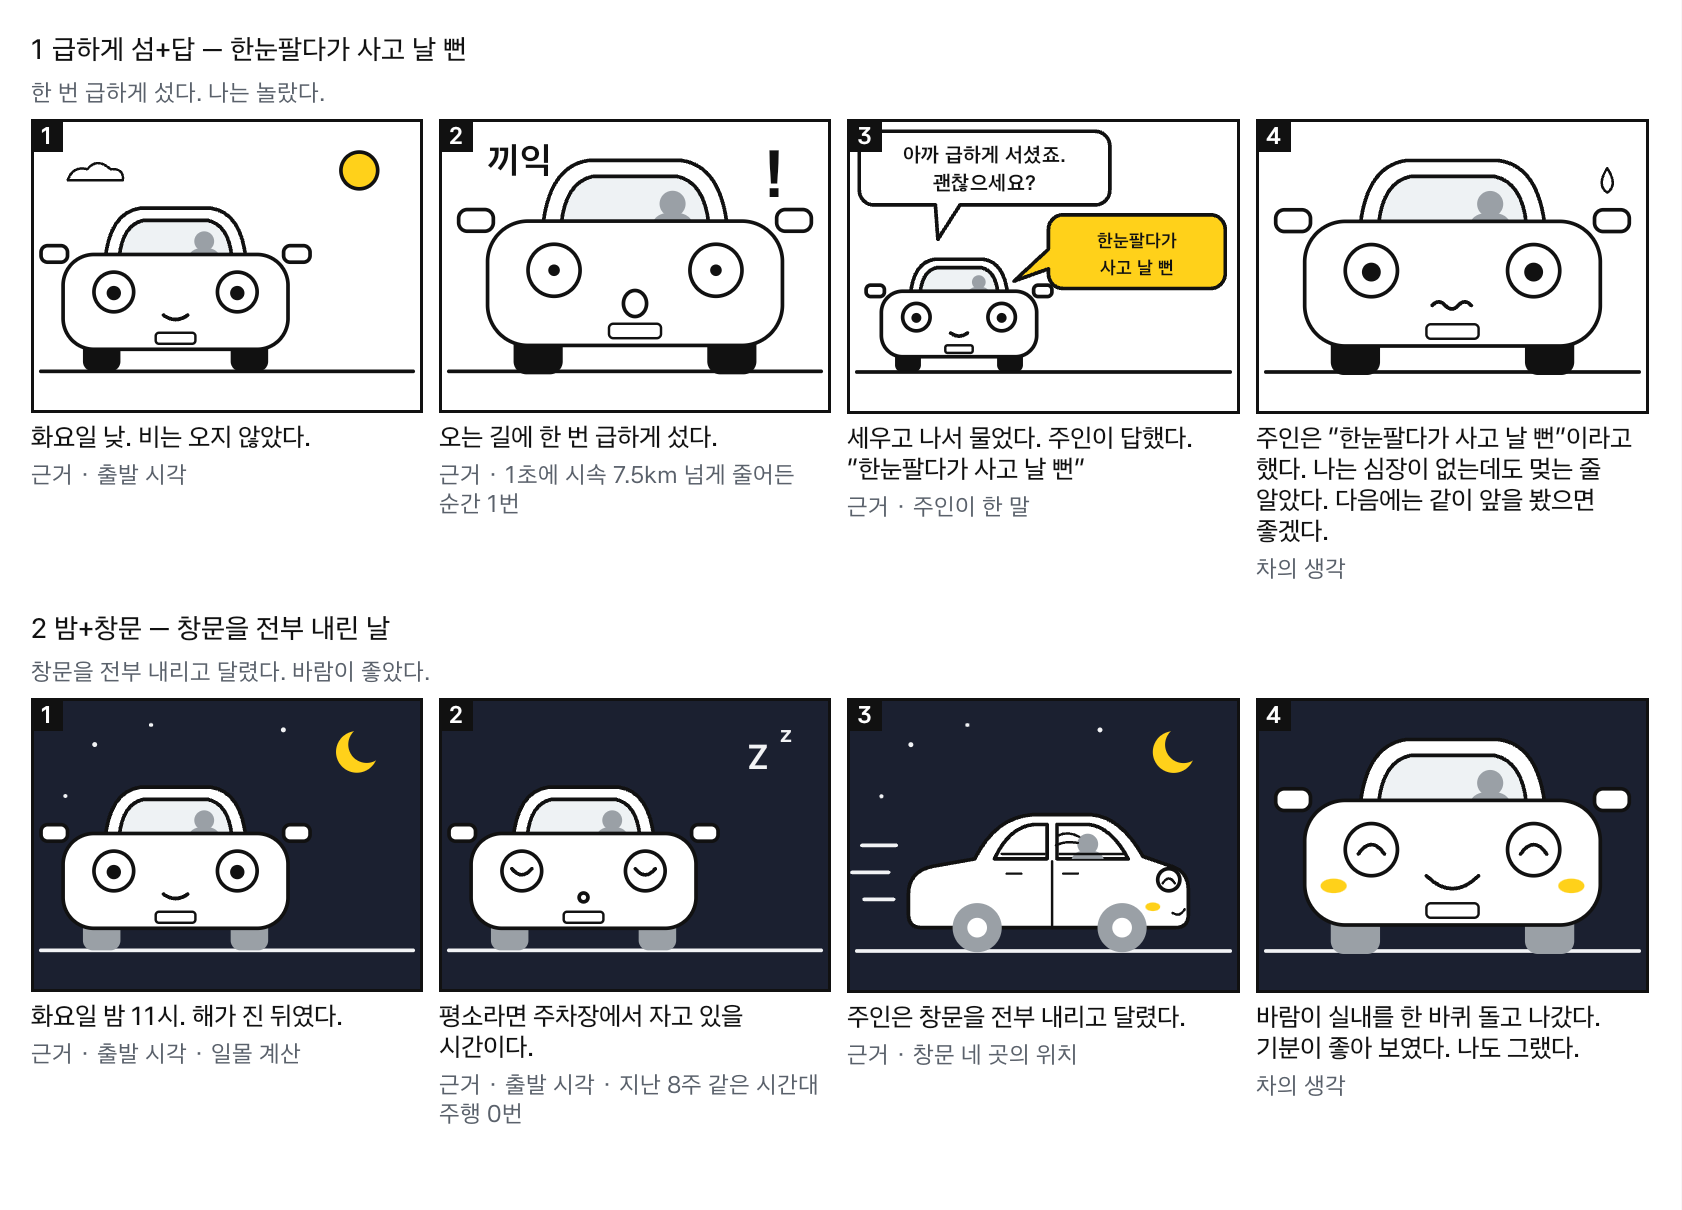 1 급하게 섬+답 — 한눈팔다가 사고 날 뻔
한 번 급하게 섰다. 나는 놀랐다.
1
2
끼익
!
3
아까 급하게 서셨죠.
괜찮으세요?
한눈팔다가
사고 날 뻔
4
화요일 낮. 비는 오지 않았다.
근거 · 출발 시각
오는 길에 한 번 급하게 섰다.
근거 · 1초에 시속 7.5km 넘게 줄어든
순간 1번
세우고 나서 물었다. 주인이 답했다.
"한눈팔다가 사고 날 뻔"
근거 · 주인이 한 말
주인은 "한눈팔다가 사고 날 뻔"이라고
했다. 나는 심장이 없는데도 멎는 줄
알았다. 다음에는 같이 앞을 봤으면
좋겠다.
차의 생각
2 밤+창문 — 창문을 전부 내린 날
창문을 전부 내리고 달렸다. 바람이 좋았다.
1
2
z
Z
3
4
화요일 밤 11시. 해가 진 뒤였다.
근거 · 출발 시각 · 일몰 계산
평소라면 주차장에서 자고 있을
시간이다.
근거 · 출발 시각 · 지난 8주 같은 시간대
주행 0번
주인은 창문을 전부 내리고 달렸다.
근거 · 창문 네 곳의 위치
바람이 실내를 한 바퀴 돌고 나갔다.
기분이 좋아 보였다. 나도 그랬다.
차의 생각